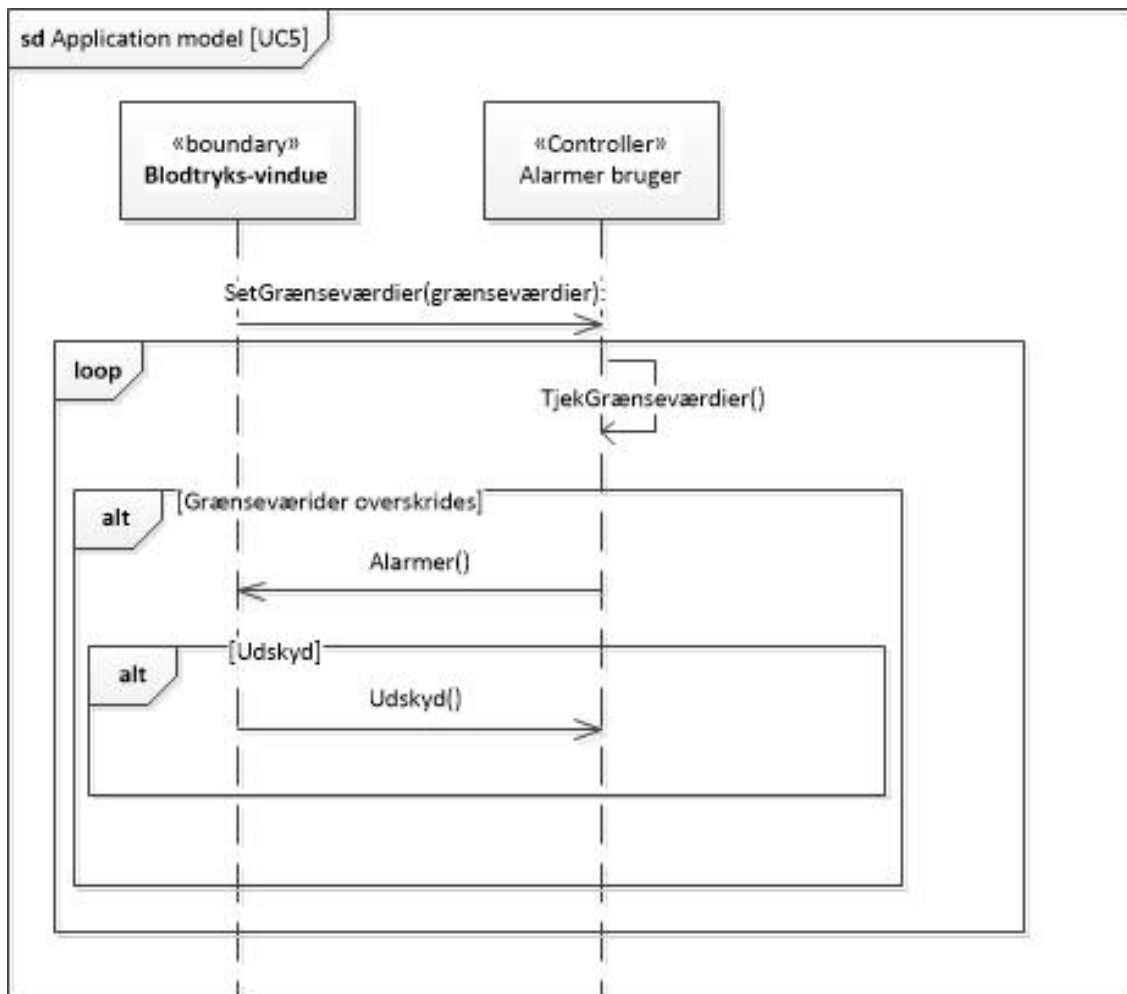 sd Application model [UC5]
«boundary»
Blodtryks-vindue
«Controller»
Alarmer bruger
SetGrænseværdier(grænseværdier):
loop
TjekGrænseværdier()
alt
[Grænseværider overskrides]
Alarmer()
alt
[Udskyd]
Udskyd()